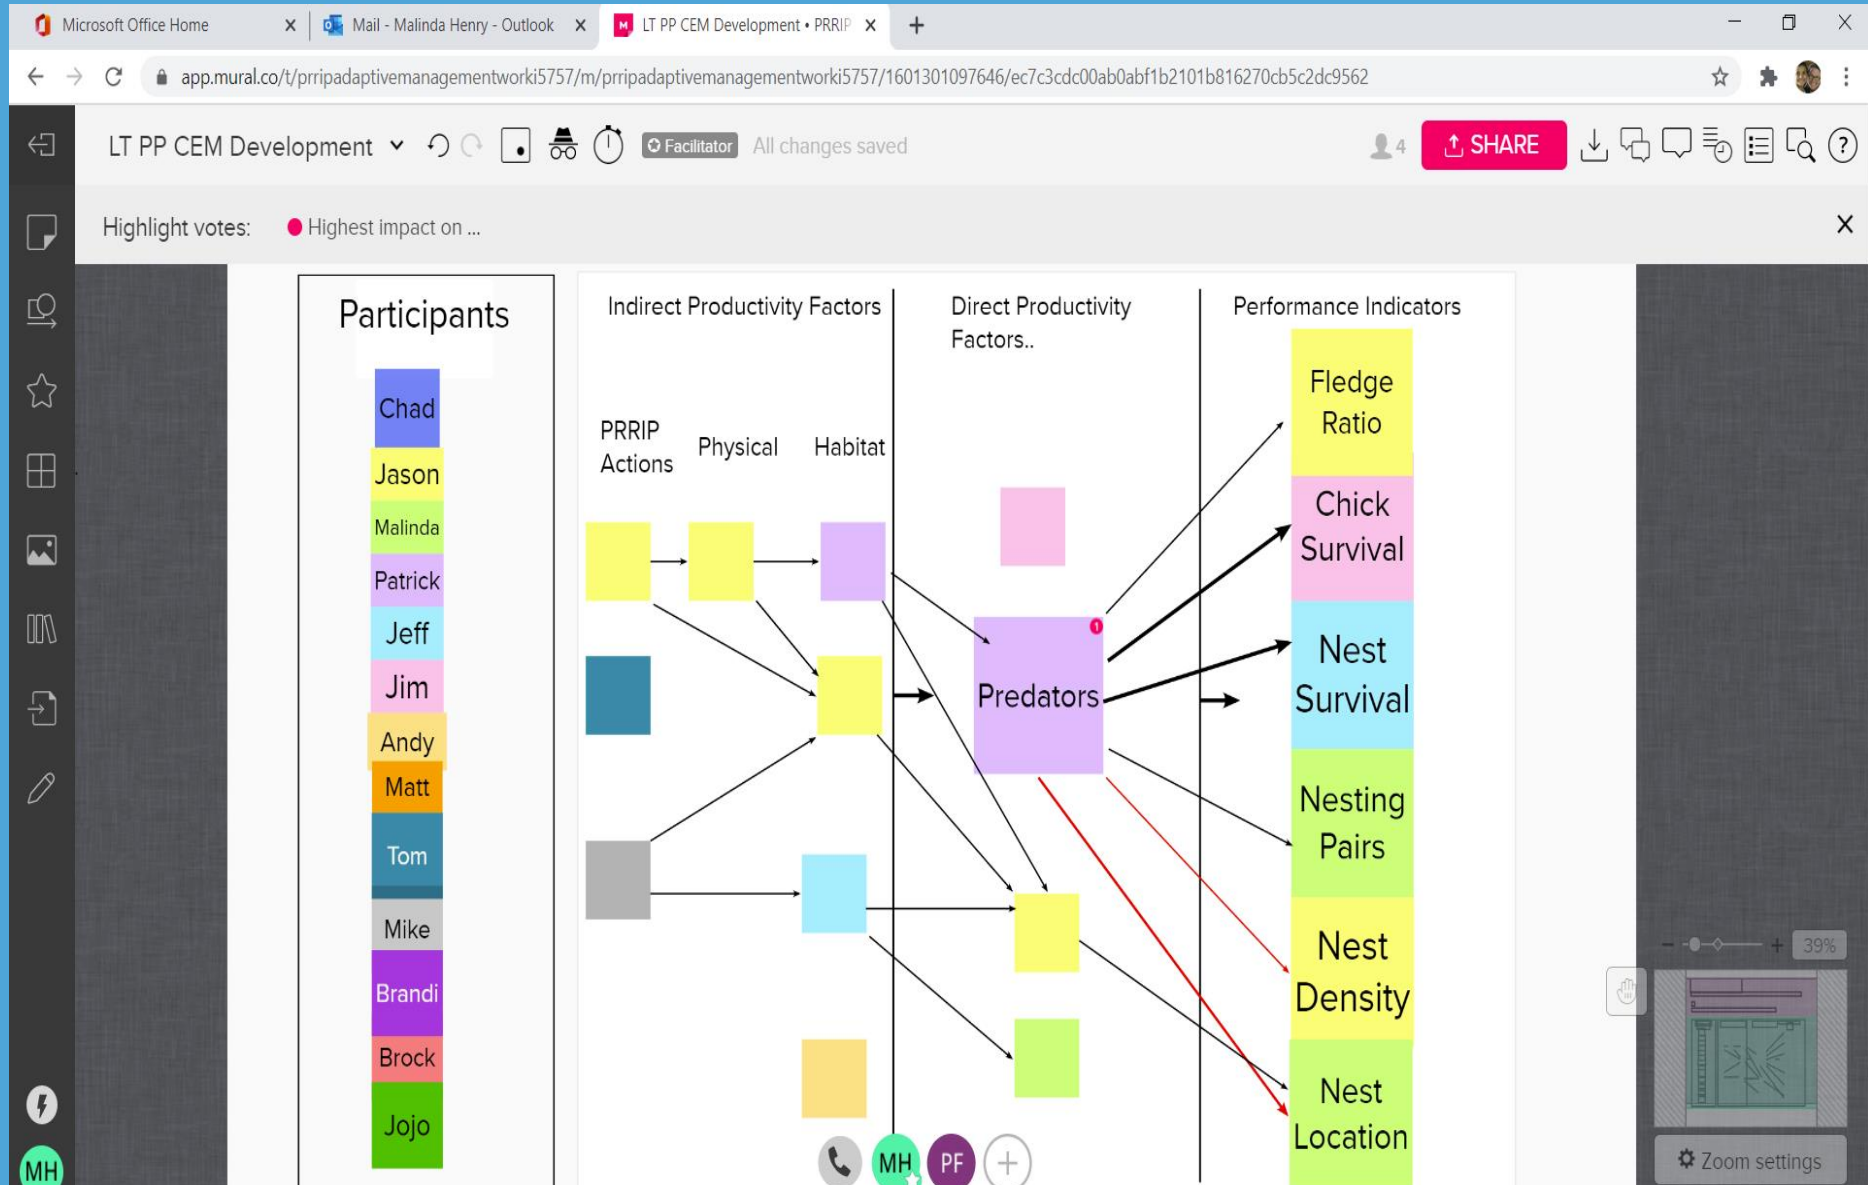 Microsoft Office Home
Mail - Malinda Henry - Outlook
M
LT PP CEM Development • PRRIP
app.mural.co/t/prripadaptivemanagementworki5757/m/prripadaptivemanagementworki5757/1601301097646/ec7c3cdc00ab0abf1b2101b816270cb5c2dc9562
LT PP CEM Development
Facilitator
All changes saved
4
SHARE
?
Highlight votes:
Highest impact on ...
Participants
Chad
Jason
Malinda
Patrick
Jeff
Jim
Andy
Matt
Tom
Mike
Brandi
Brock
Jojo
Indirect Productivity Factors
PRRIP
Actions
Physical
Habitat
Direct Productivity
Factors..
1
Predators
Performance Indicators
Fledge
Ratio
Chick
Survival
Nest
Survival
Nesting
Pairs
Nest
Density
Nest
Location
39%
Zoom settings
MH
MH
PF